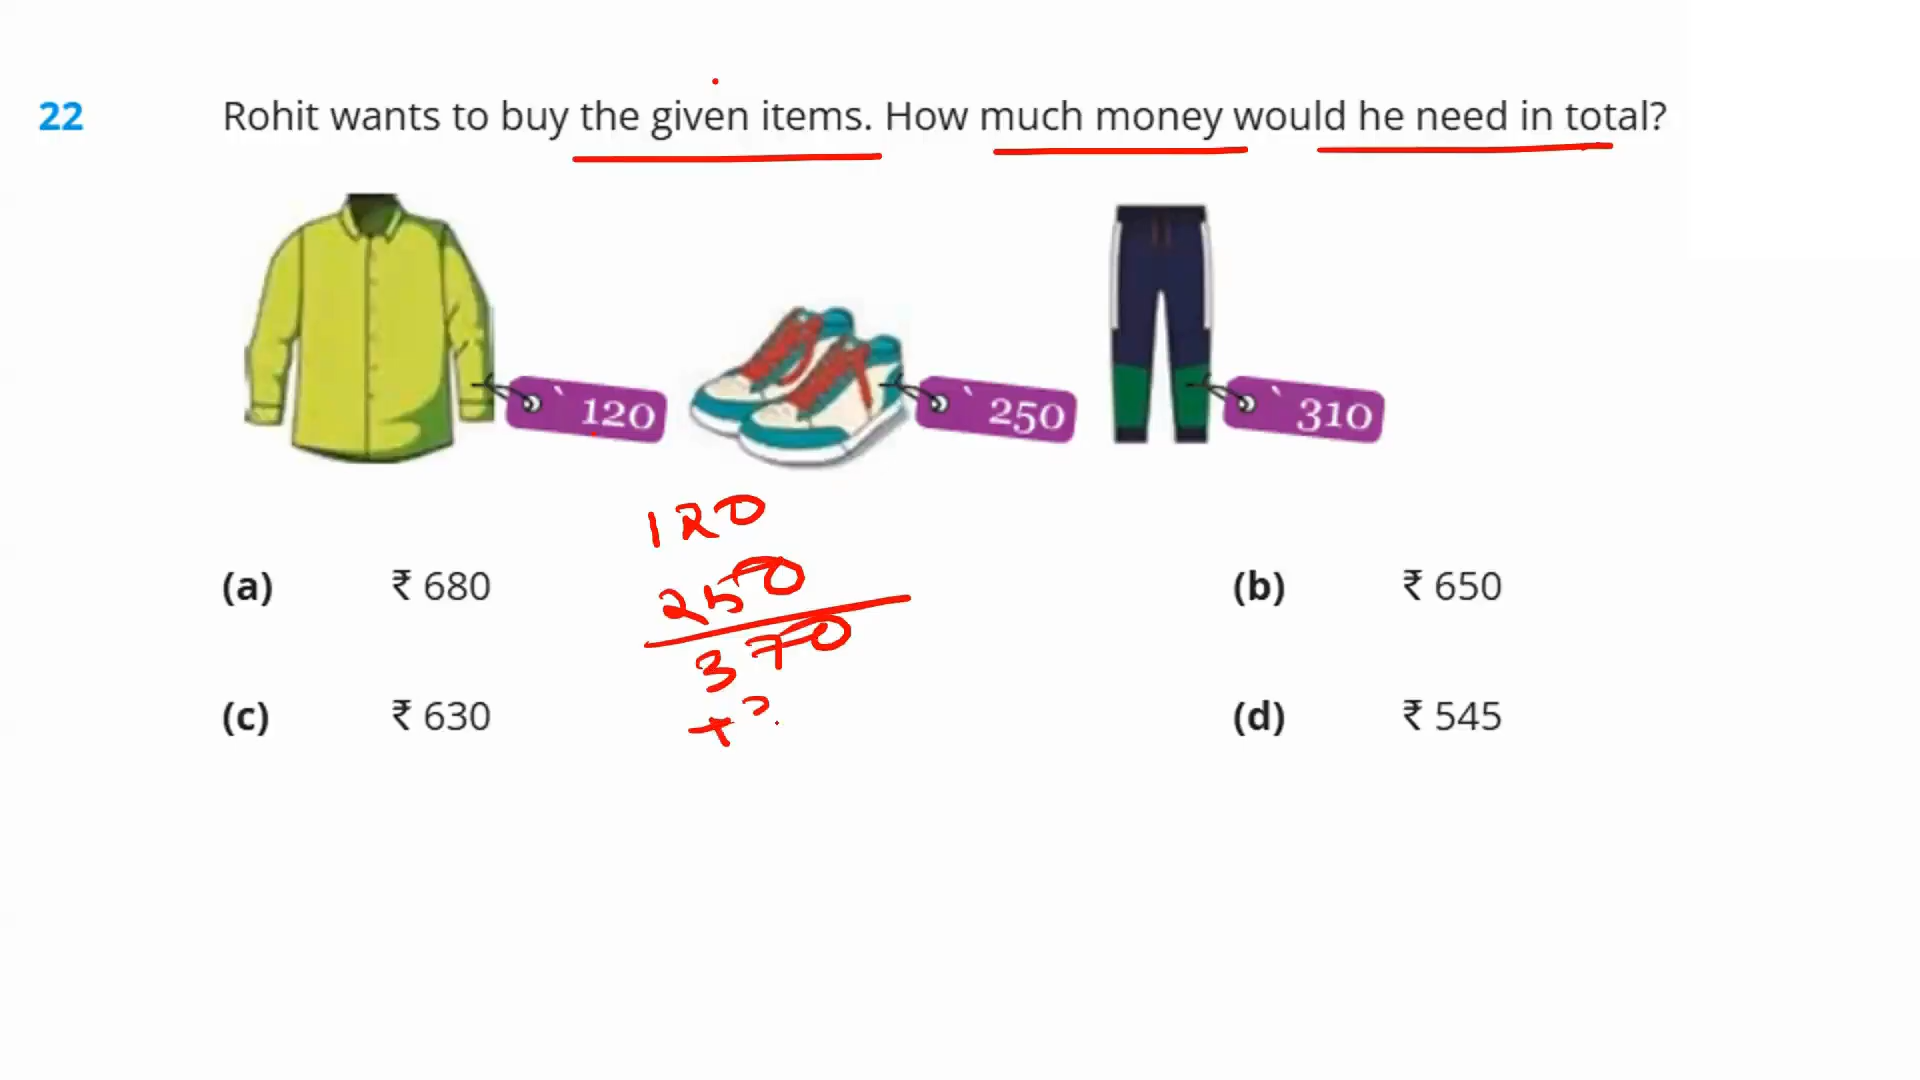 22 Rohit wants to buy the given items. How much money would he need in total?
` 120 ` 250 ` 310
120
(a) ₹ 680 (b) ₹ 650
250
370
(c) ₹ 630 (d) ₹ 545
+